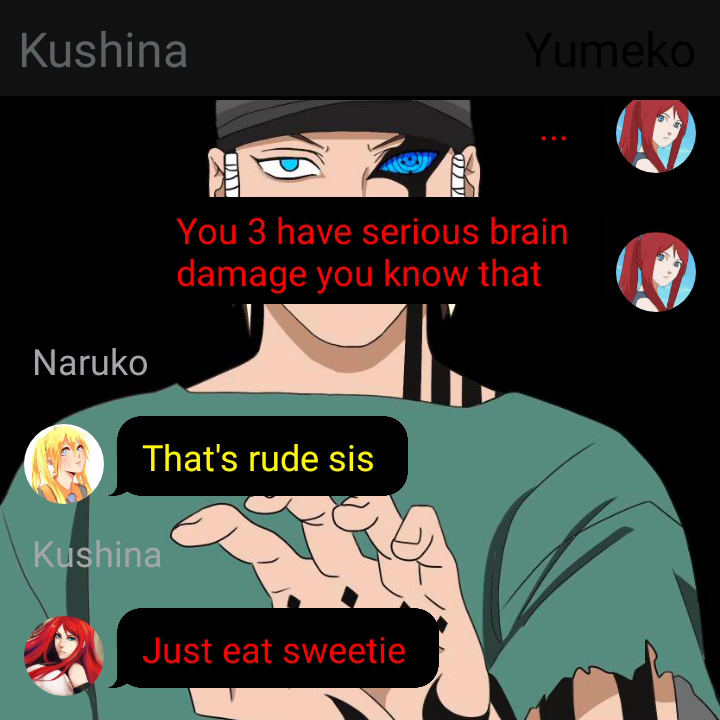 Kushina Yumeko
...
You 3 have serious brain
damage you know that
Naruko
That's rude sis
Kushina
Just eat sweetie